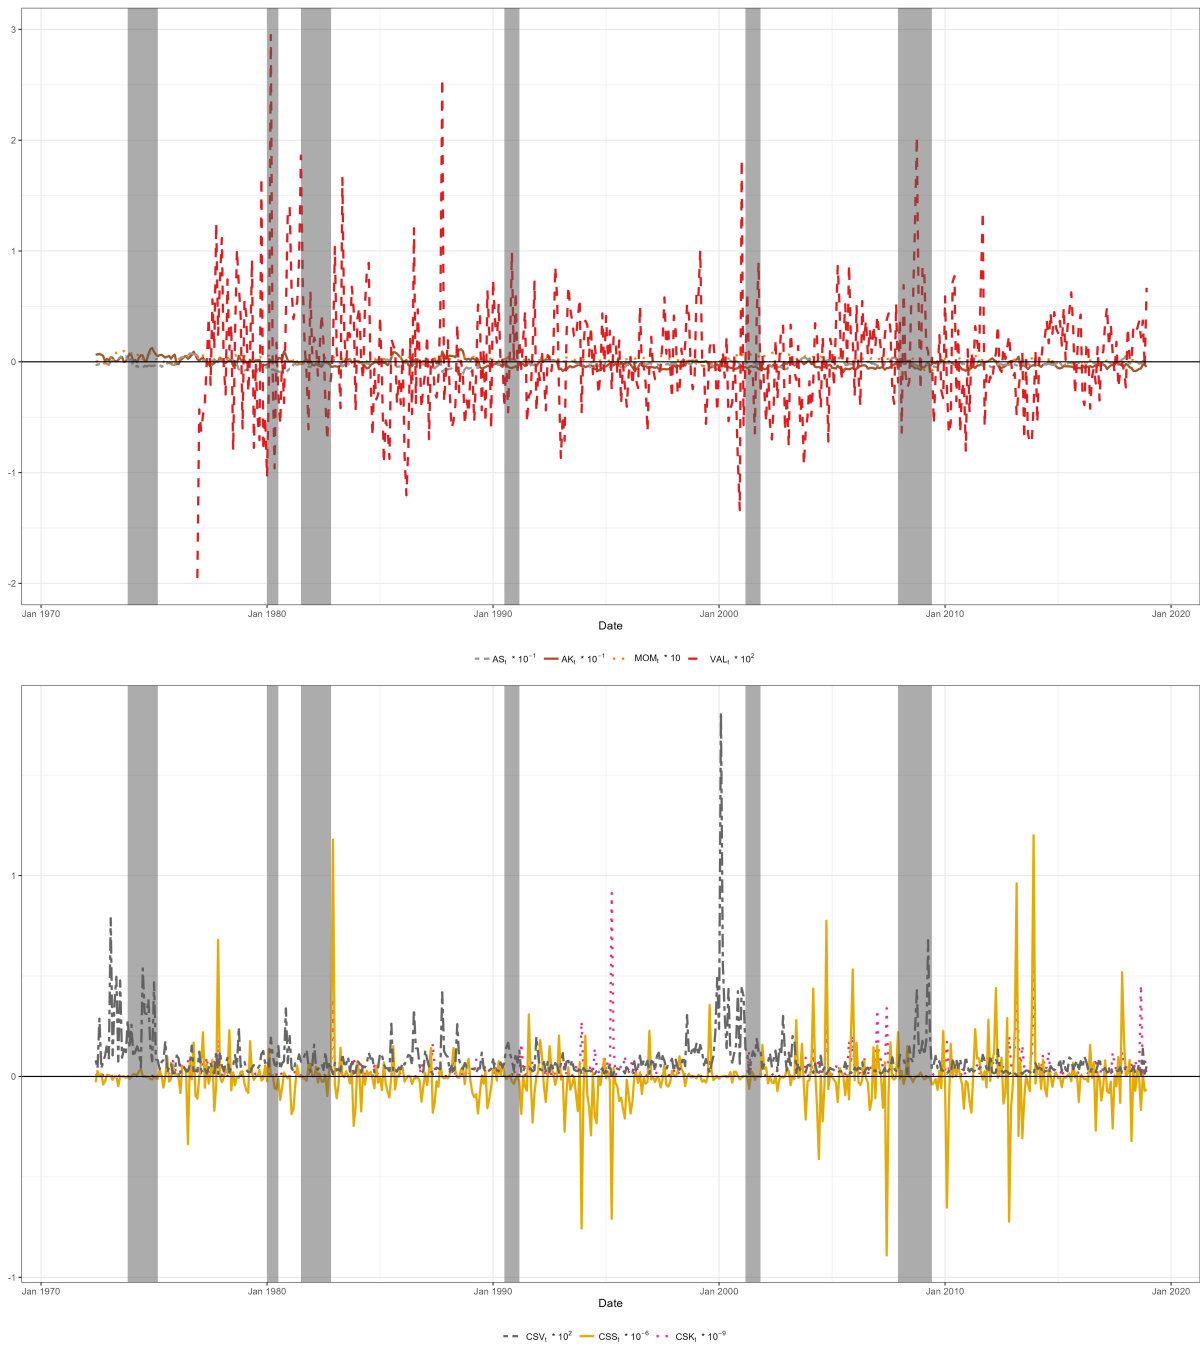 3
2
1
0
-1
-2
Jan 1970 Jan 1980 Jan 1990 Jan 2000 Jan 2010 Jan 2020
Date
ASₜ * 10⁻¹ AKₜ * 10⁻¹ MOMₜ * 10 VALₜ * 10²
1
0
-1
Jan 1970 Jan 1980 Jan 1990 Jan 2000 Jan 2010 Jan 2020
Date
CSVₜ * 10² CSSₜ * 10⁻⁶ CSKₜ * 10⁻⁹